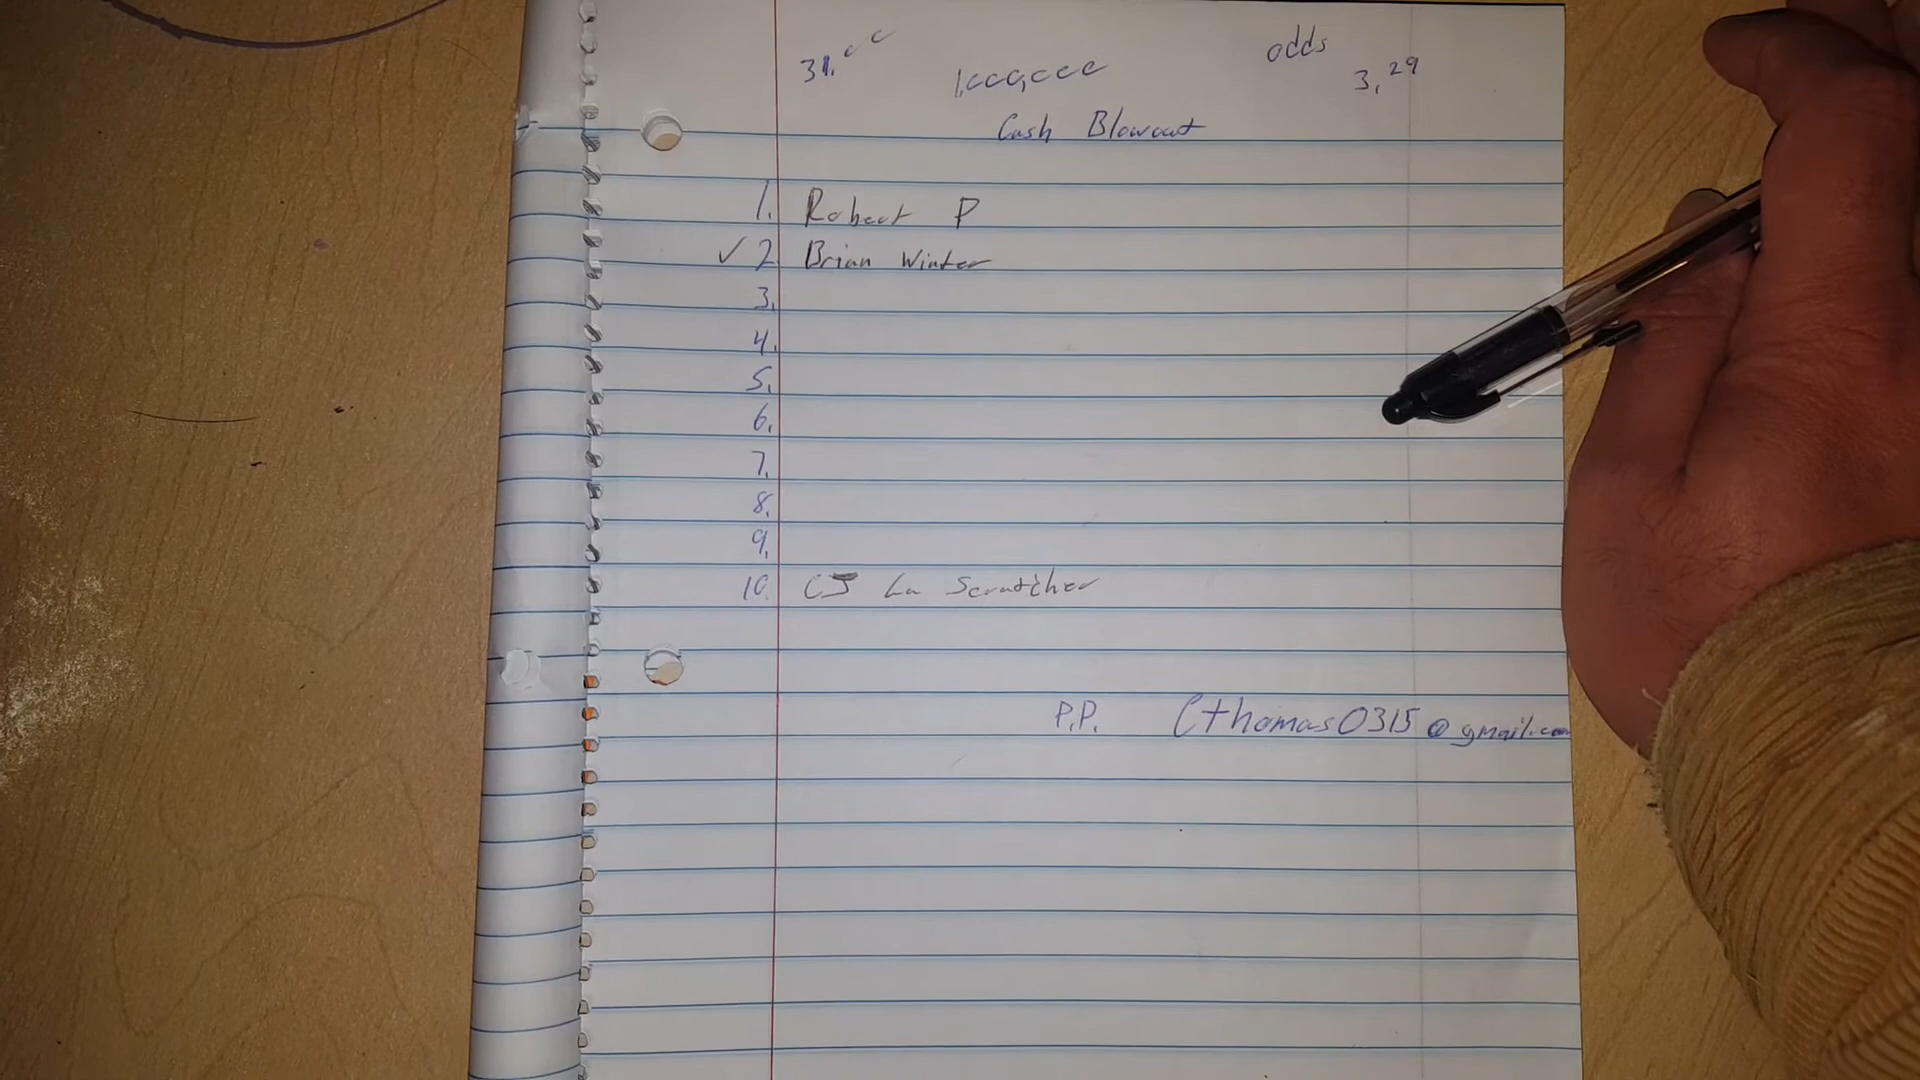 31.00 1,000,000 odds 3.29
Cash Blowout
1. Robert P
✓ 2 Brian Winter
3.
4.
5.
6.
7.
8.
9.
10. CJ La Scratcher
P.P. Cthomas0315@gmail.com